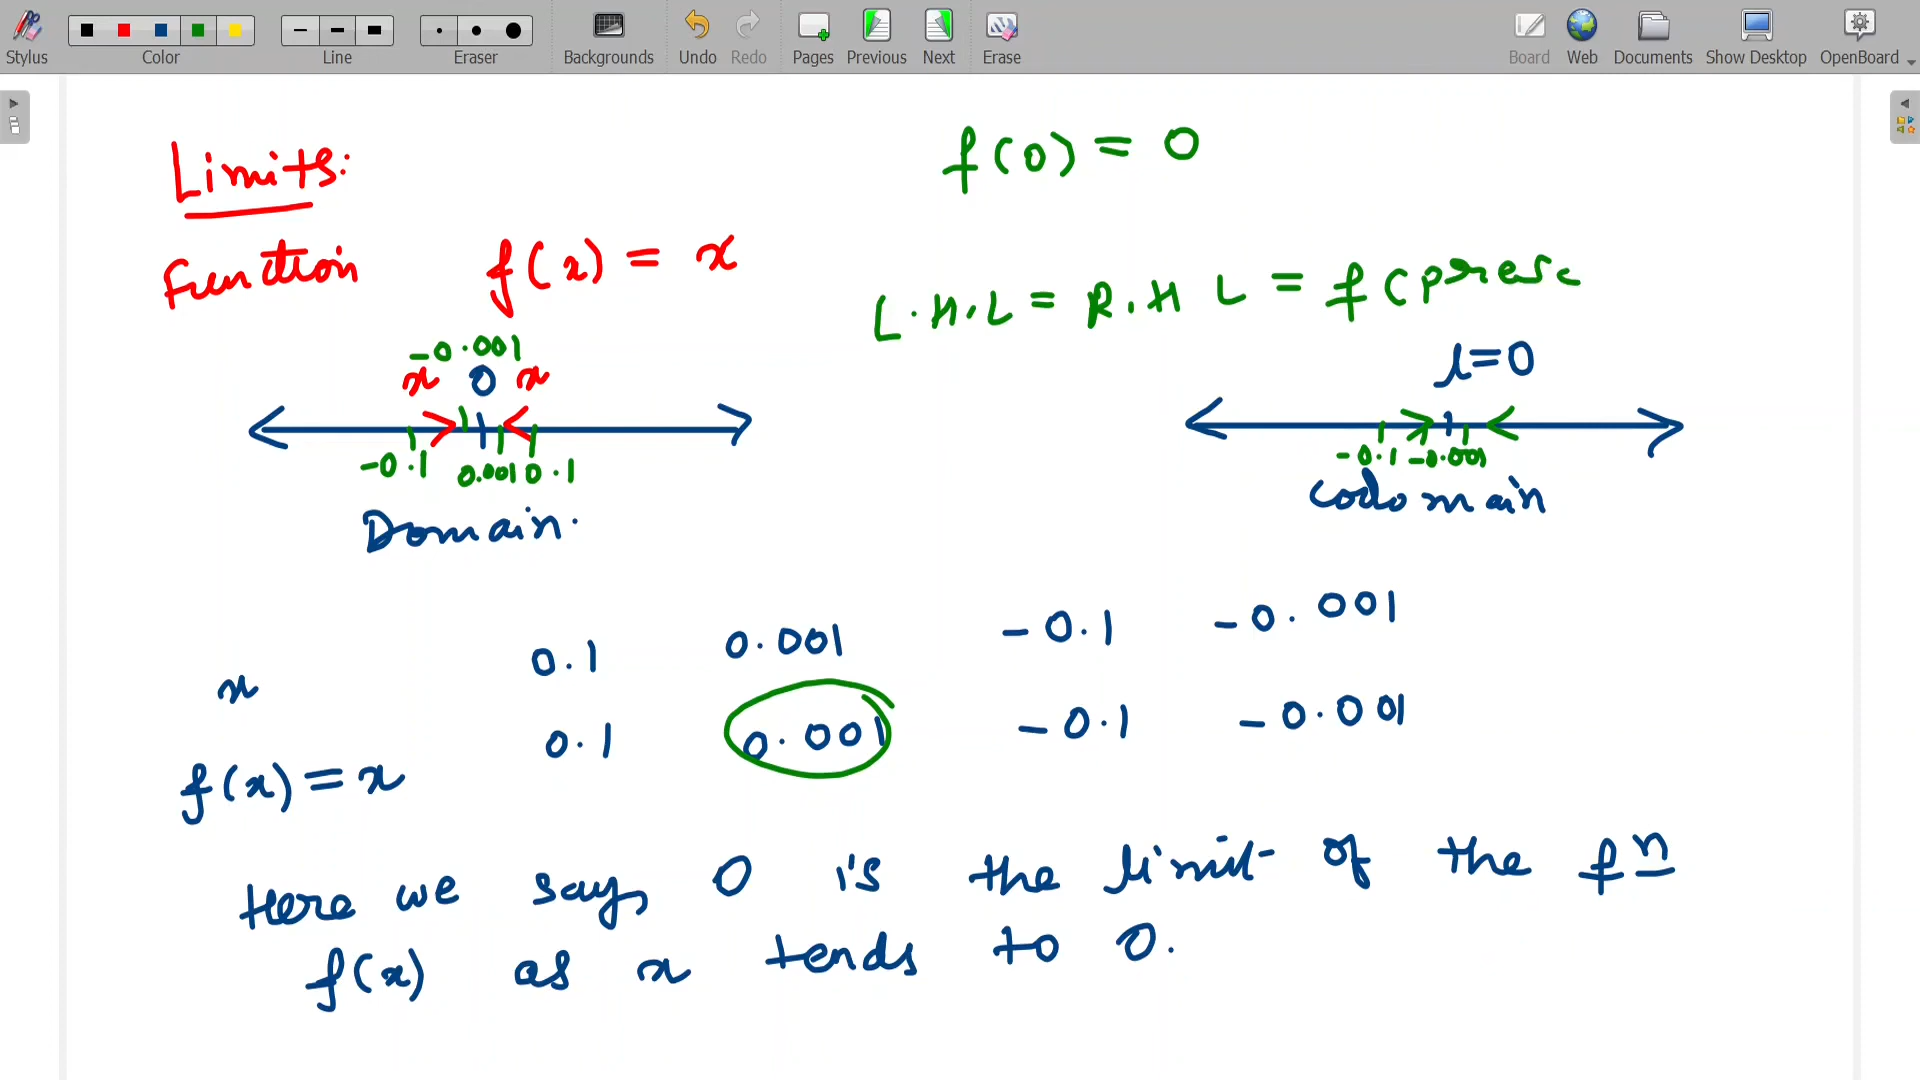 Stylus Color Line Eraser Backgrounds Undo Redo Pages Previous Next Erase Board Web Documents Show Desktop OpenBoard
Limits:
f(0) = 0
Function f(x) = x
L.H.L = R.H L = f(
l=0
-0.001
x 0 x
-0.1 0.001 0.1
-0.1 -0.001
Domain.
Codomain
x 0.1 0.001 -0.1 -0.001
f(x)=x 0.1 0.001 -0.1 -0.001
Here we says 0 is the limit of the fn
f(x) as x tends to 0.